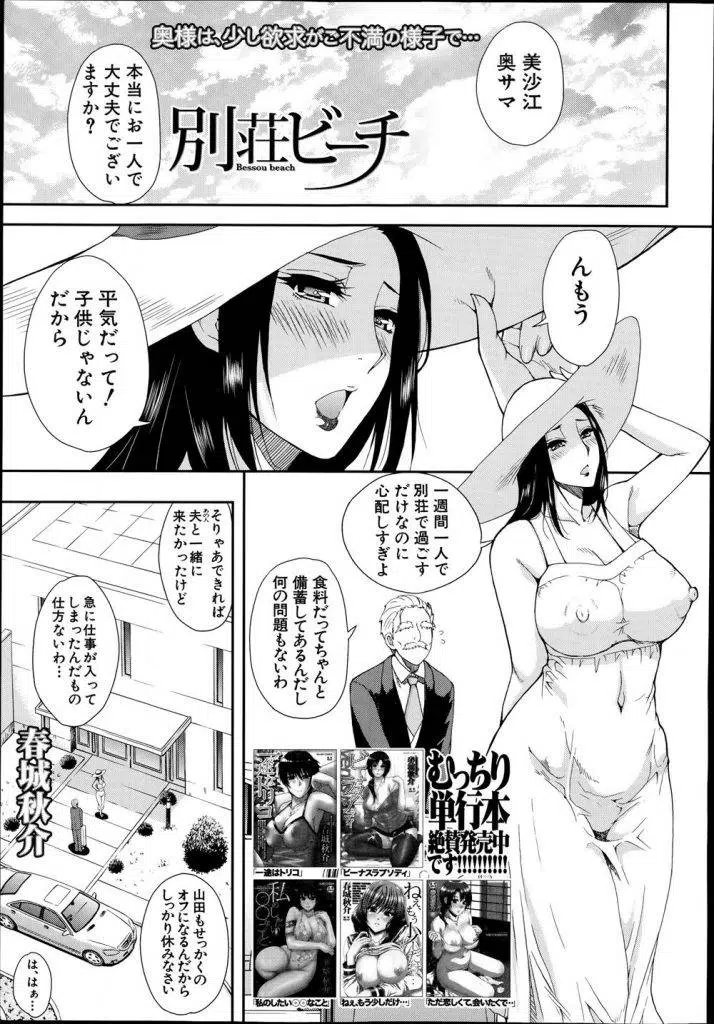 奥様は、少し欲求がご不満の様子で…
美沙江
奥サマ
本当にお一人で
大丈夫でござい
ますか？
別荘ビーチ
Bessou beach
んもう
平気だって！
子供じゃないん
だから
一週間一人で
別荘で過ごす
だけなのに
心配しすぎよ
食料だってちゃんと
備蓄してあるんだし
何の問題もないわ
そりゃあできれば
夫と一緒に
あのひと
来たかったけど
急に仕事が入って
しまったんだもの
仕方ないわ…
春城秋介
山田もせっかくの
オフになるんだから
しっかり休みなさい
は、はぁ…
むっちり
単行本
絶賛発売中
です!!!!!!!!
「一途はトリコ」
「ビーナスラプソディ」
「私のしたい○○なこと」
「ねぇ、もう少しだけ…」
「ただ恋しくて、会いたくて…」